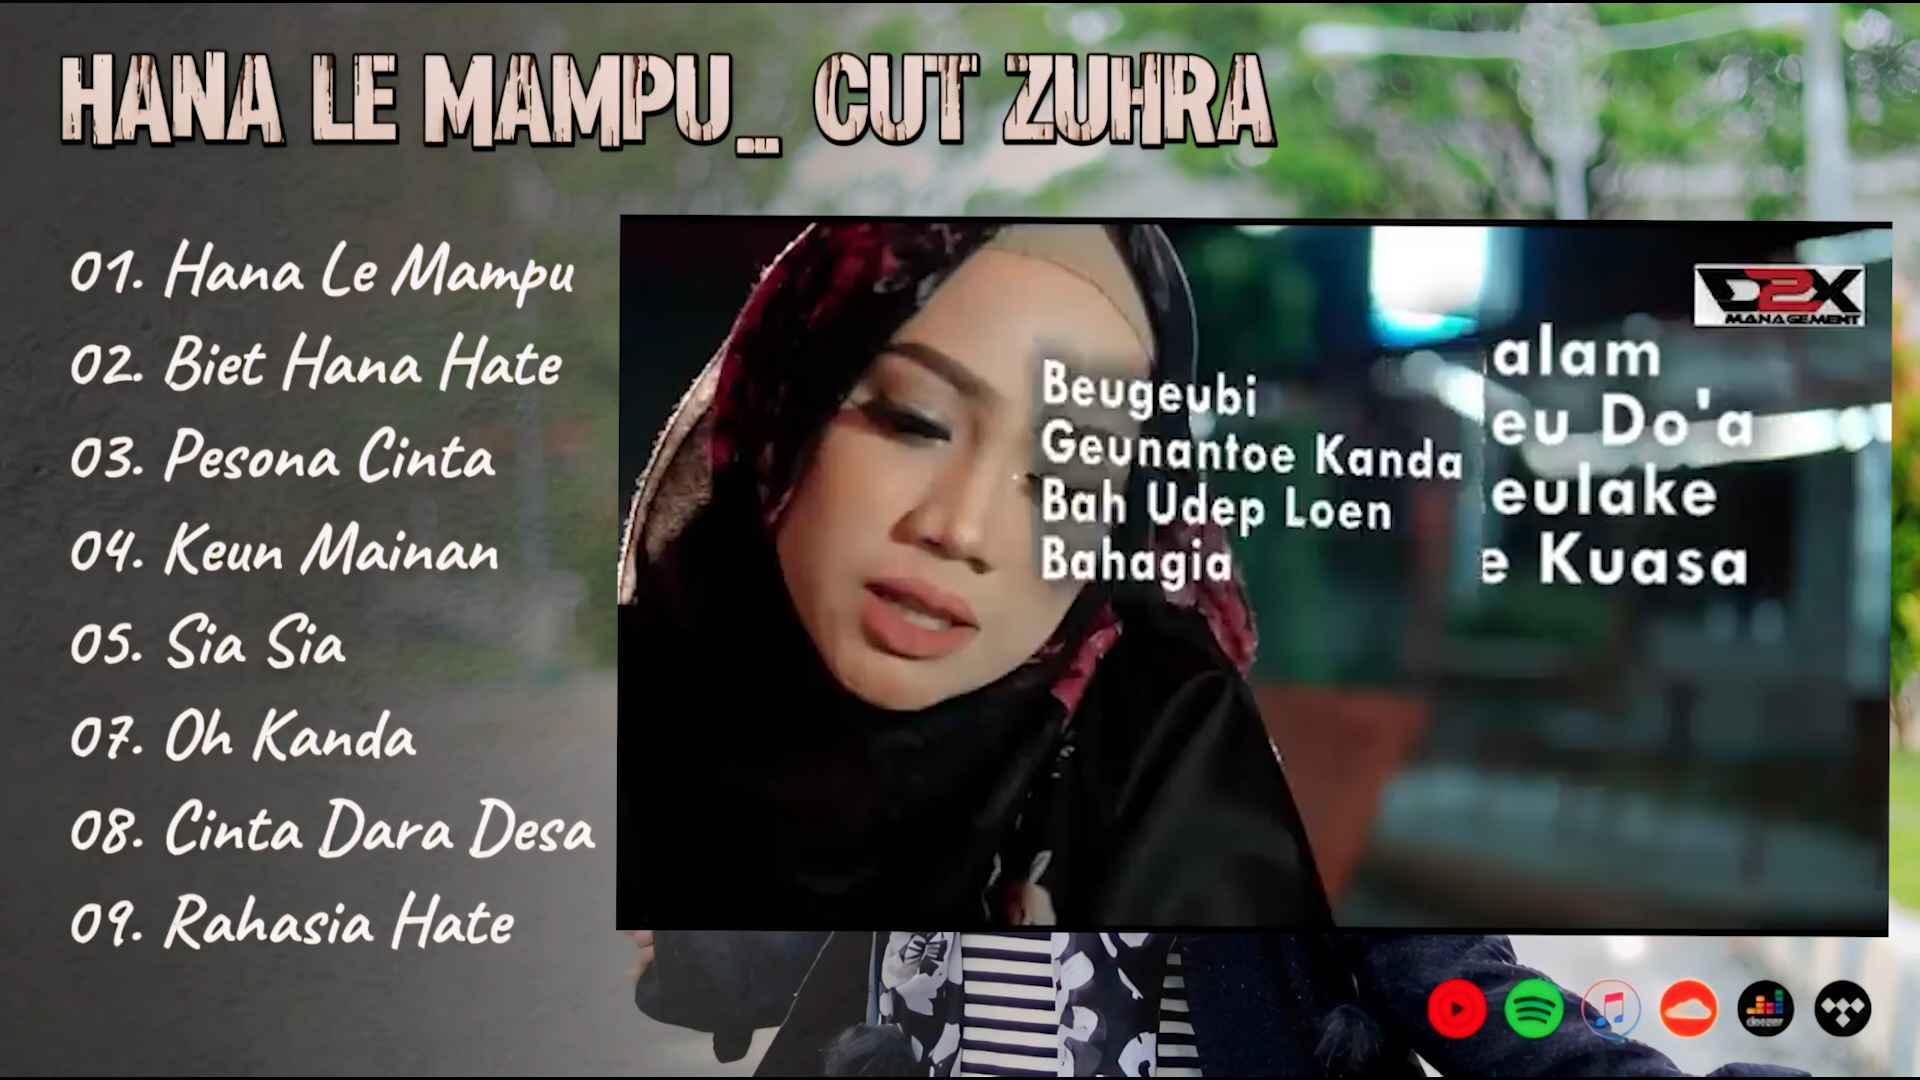 HANA LE MAMPU_ CUT ZUHRA
01. Hana Le Mampu
02. Biet Hana Hate
03. Pesona Cinta
04. Keun Mainan
05. Sia Sia
07. Oh Kanda
08. Cinta Dara Desa
09. Rahasia Hate
D2X
MANAGEMENT
Beugeubi
Geunantoe Kanda
Bah Udep Loen
Bahagia
alam
eu Do'a
eulake
e Kuasa
deezer